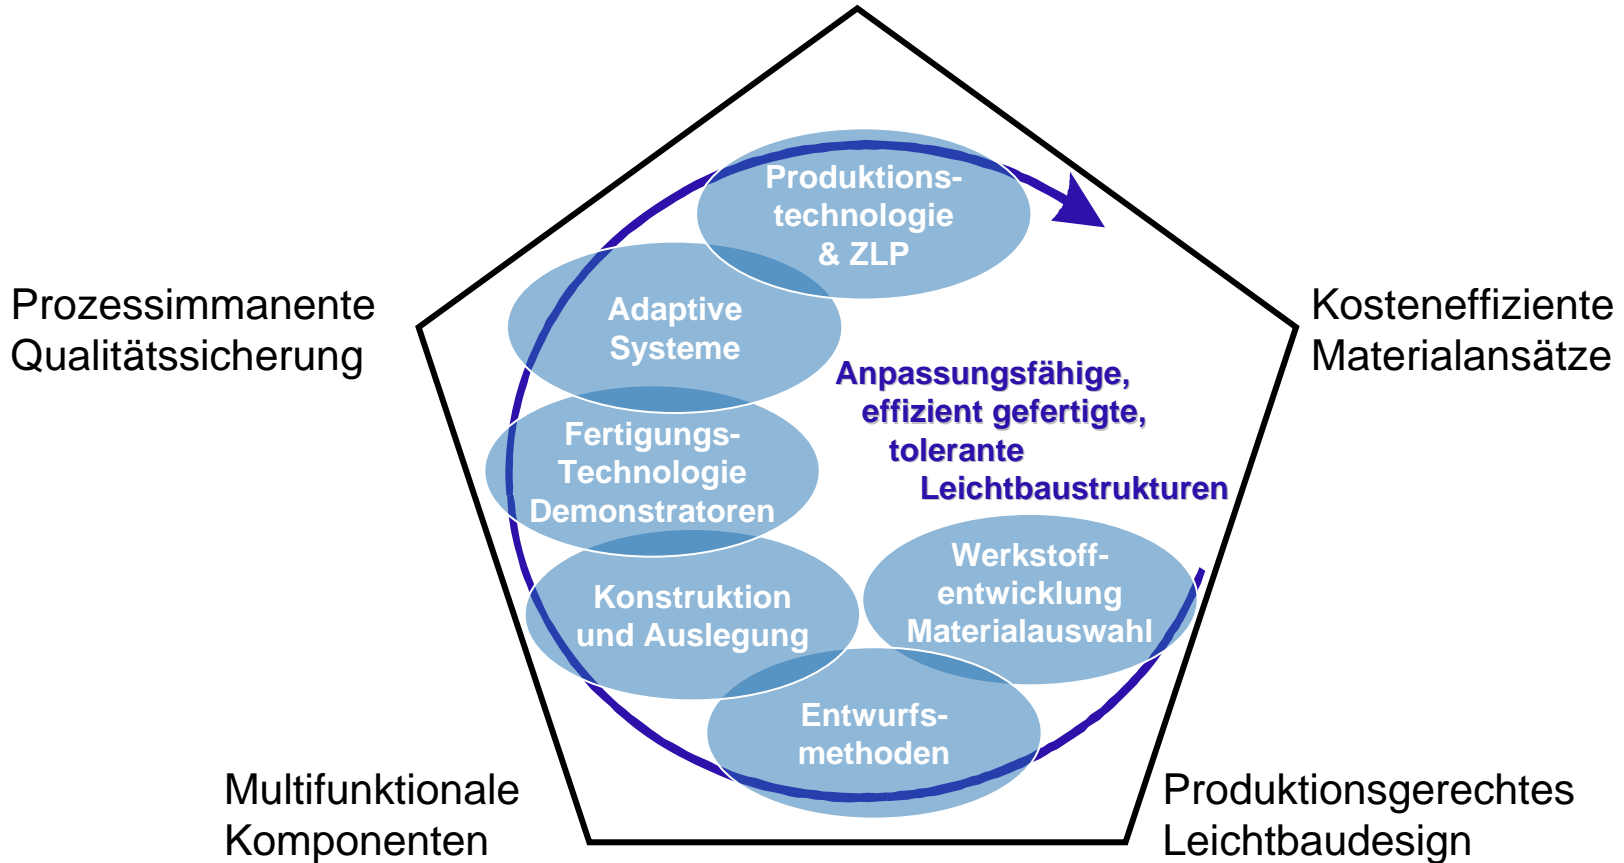 Produktions-
technologie
& ZLP
Adaptive
Systeme
Prozessimmanente
Qualitätssicherung
Kosteneffiziente
Materialansätze
Anpassungsfähige,
effizient gefertigte,
tolerante
Leichtbaustrukturen
Fertigungs-
Technologie
Demonstratoren
Werkstoff-
entwicklung
Materialauswahl
Konstruktion
und Auslegung
Entwurfs-
methoden
Multifunktionale
Komponenten
Produktionsgerechtes
Leichtbaudesign